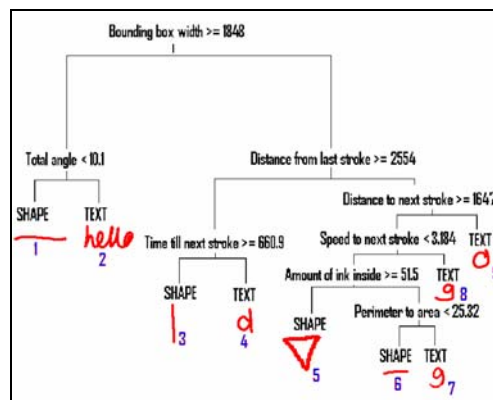 Bounding box width >= 1848
Total angle < 10.1
Distance from last stroke >= 2554
SHAPE TEXT
Distance to next stroke >= 1647
1
hello
2
Time till next stroke >= 660.9
Speed to next stroke < 3.184
TEXT
SHAPE TEXT
Amount of ink inside >= 51.5
TEXT
g 8
3
d
4
SHAPE
Perimeter to area < 25.32
5
SHAPE TEXT
6
g 7